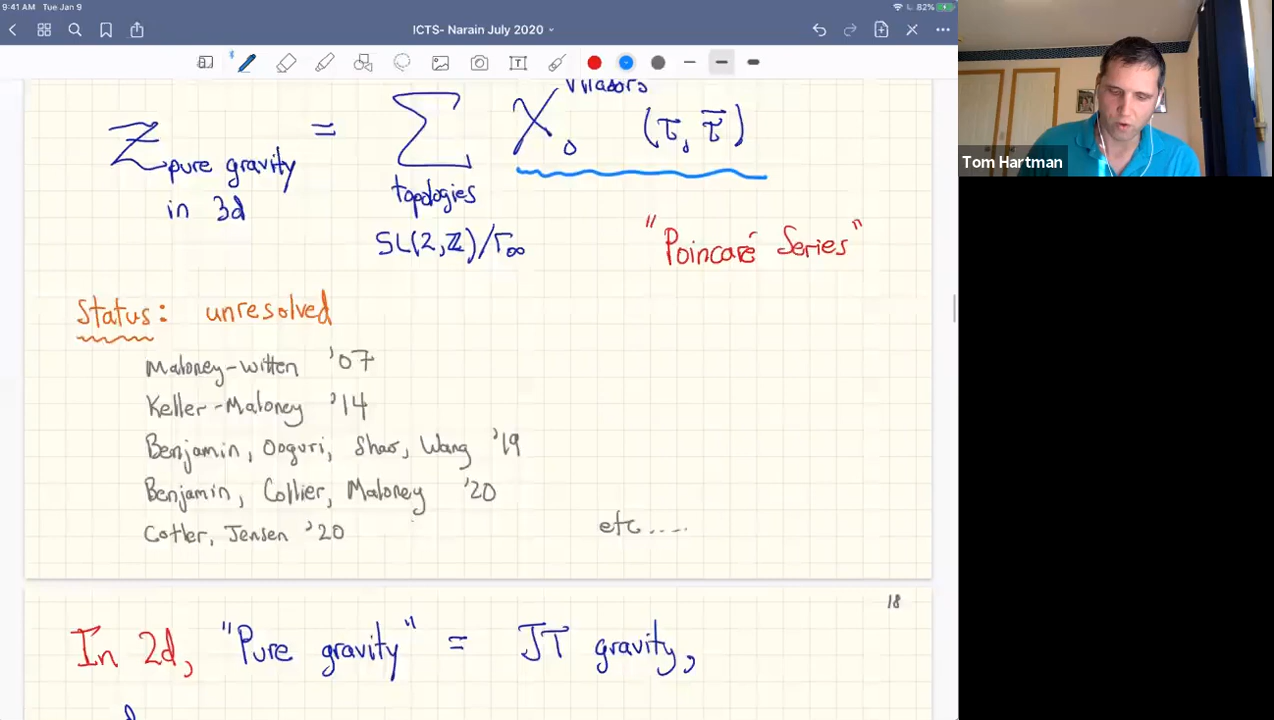 9:41 AM Tue Jan 9
82%
ICTS- Narain July 2020
Z pure gravity in 3d = Σ topologies SL(2,ℤ)/Γ∞ χ₀ Virasoro (τ, τ̄)
"Poincaré Series"
Status: unresolved
Maloney-Witten '07
Keller-Maloney '14
Benjamin, Ooguri, Shao, Wang '19
Benjamin, Collier, Maloney '20
Cotler, Jensen '20
etc.....
18
In 2d, "Pure gravity" = JT gravity,
Tom Hartman